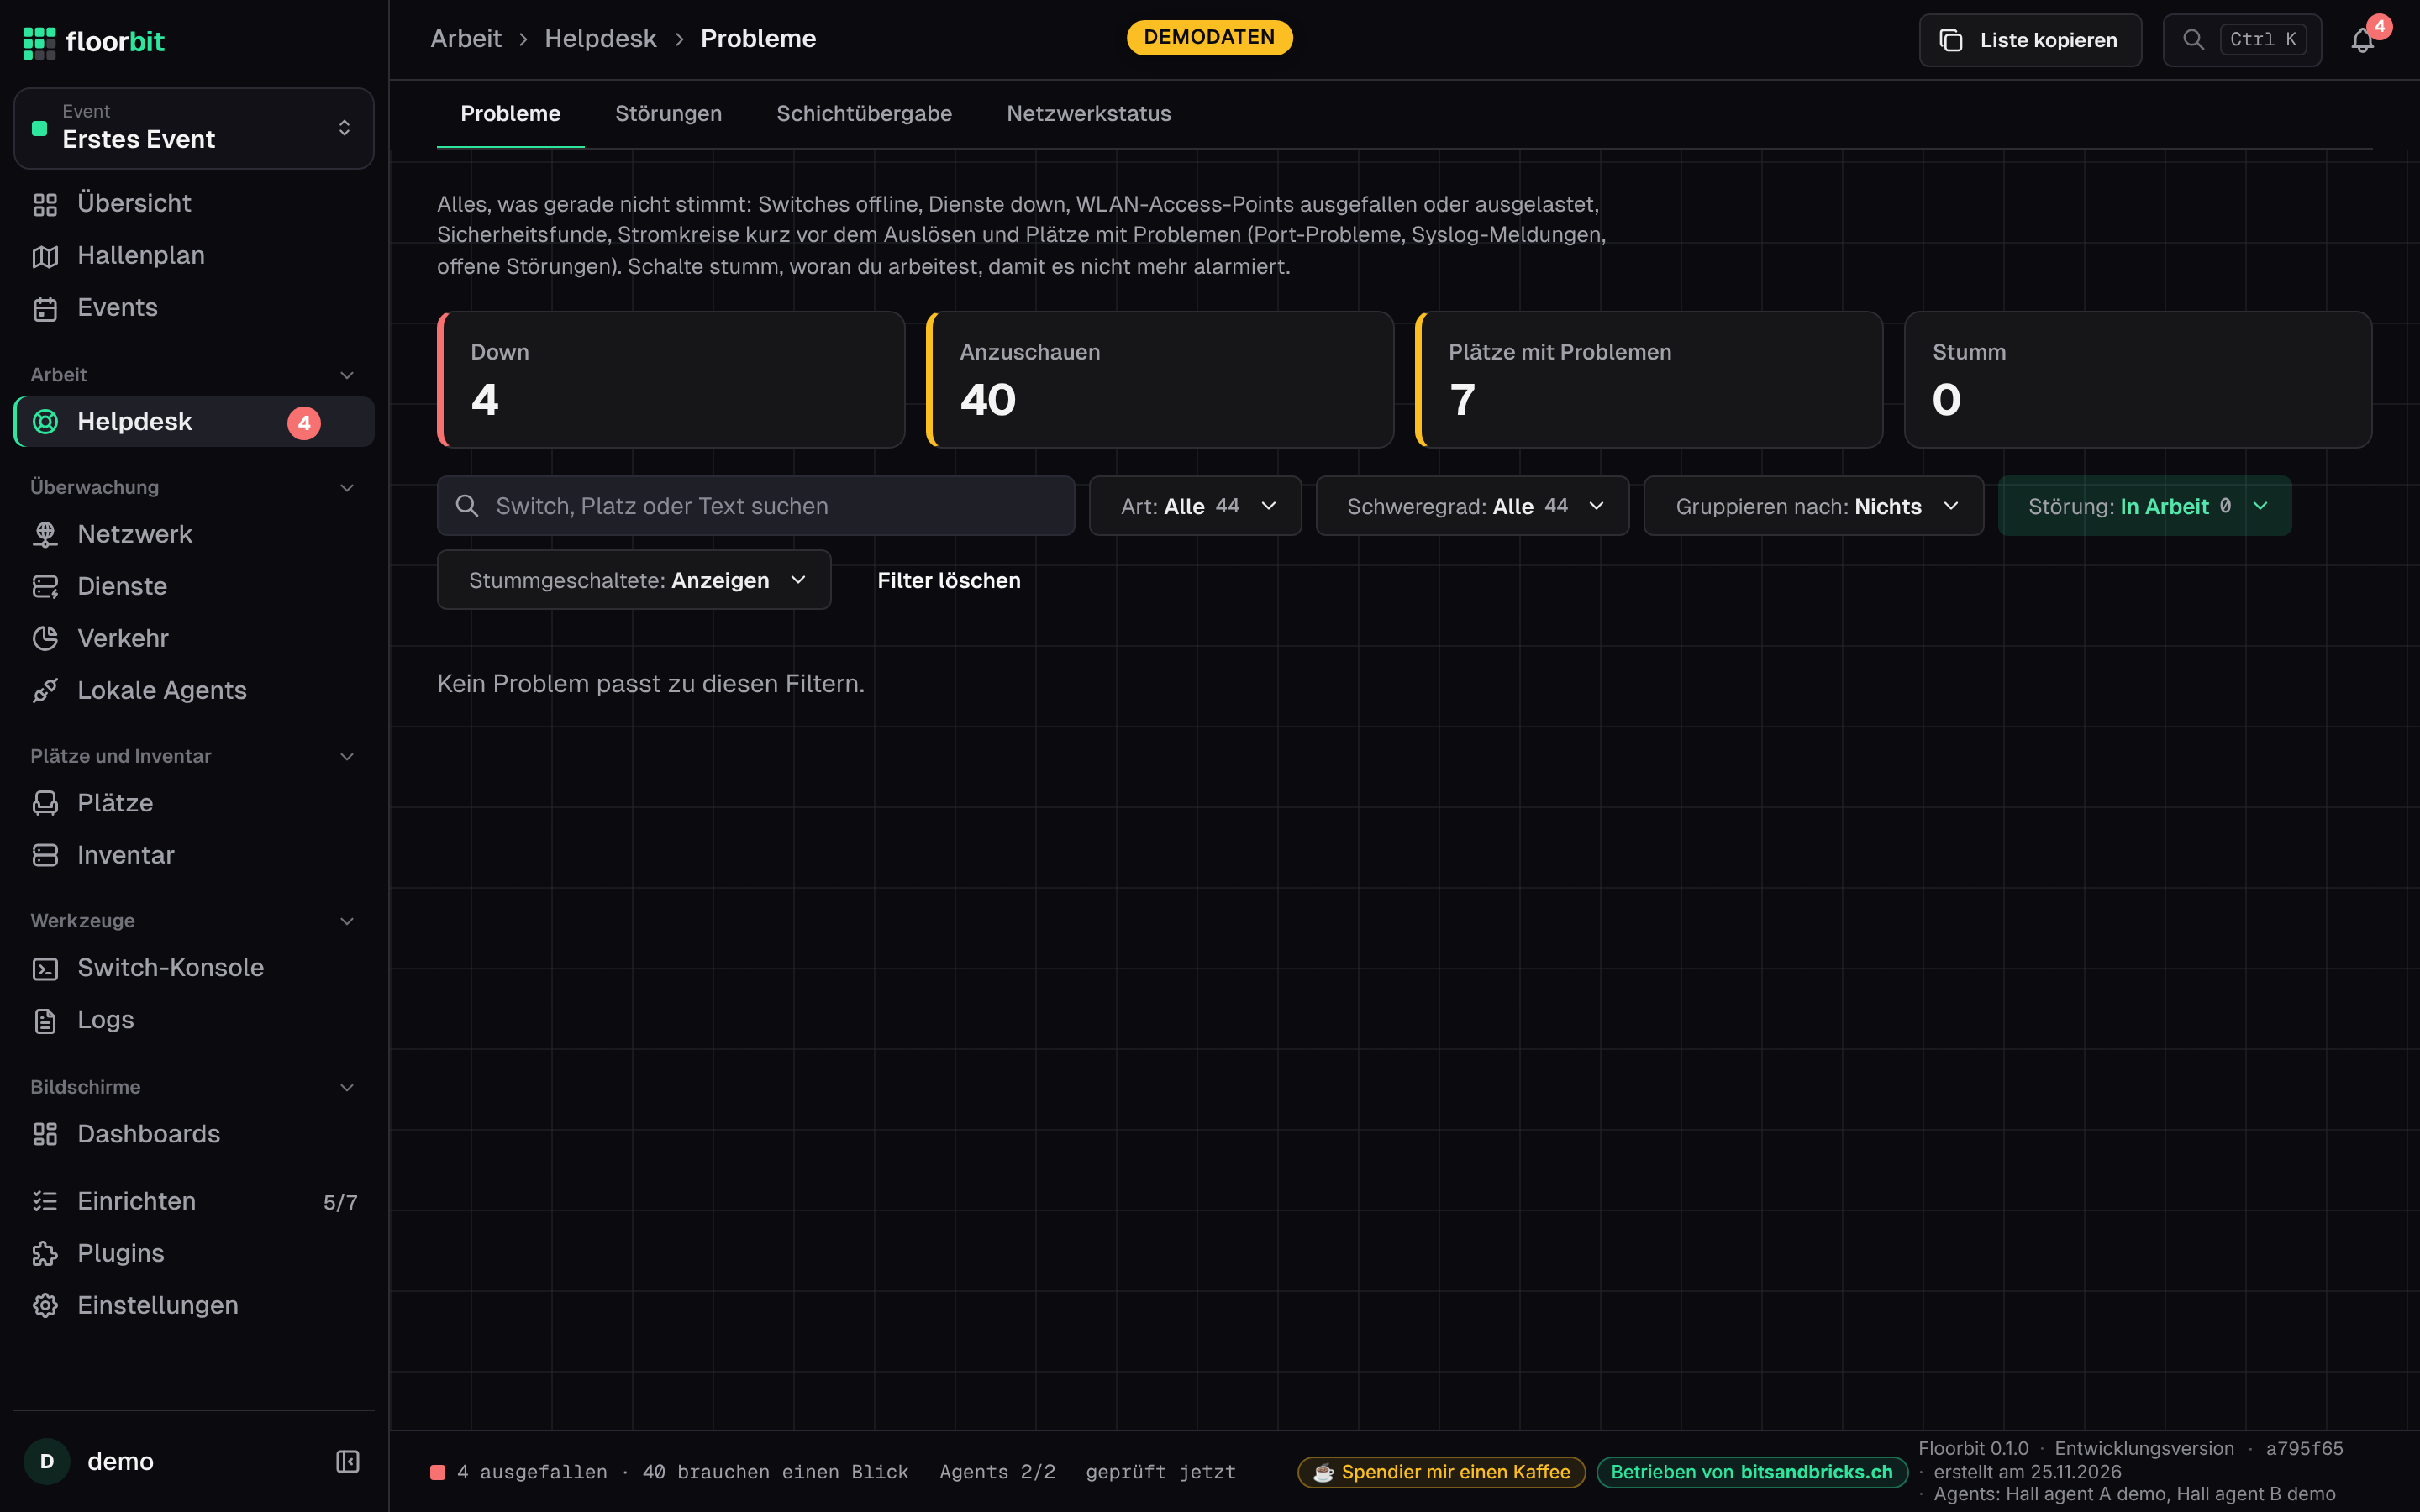 floorbit
Event
Erstes Event
Übersicht
Hallenplan
Events
Arbeit
Helpdesk 4
Überwachung
Netzwerk
Dienste
Verkehr
Lokale Agents
Plätze und Inventar
Plätze
Inventar
Werkzeuge
Switch-Konsole
Logs
Bildschirme
Dashboards
Einrichten 5/7
Plugins
Einstellungen
D demo
Arbeit > Helpdesk > Probleme
DEMODATEN
Liste kopieren
Ctrl K
4
Probleme Störungen Schichtübergabe Netzwerkstatus
Alles, was gerade nicht stimmt: Switches offline, Dienste down, WLAN-Access-Points ausgefallen oder ausgelastet,
Sicherheitsfunde, Stromkreise kurz vor dem Auslösen und Plätze mit Problemen (Port-Probleme, Syslog-Meldungen,
offene Störungen). Schalte stumm, woran du arbeitest, damit es nicht mehr alarmiert.
Down
4
Anzuschauen
40
Plätze mit Problemen
7
Stumm
0
Switch, Platz oder Text suchen
Art: Alle 44
Schweregrad: Alle 44
Gruppieren nach: Nichts
Störung: In Arbeit 0
Stummgeschaltete: Anzeigen
Filter löschen
Kein Problem passt zu diesen Filtern.
4 ausgefallen · 40 brauchen einen Blick Agents 2/2 geprüft jetzt
Spendier mir einen Kaffee
Betrieben von bitsandbricks.ch
Floorbit 0.1.0 · Entwicklungsversion · a795f65
· erstellt am 25.11.2026
· Agents: Hall agent A demo, Hall agent B demo